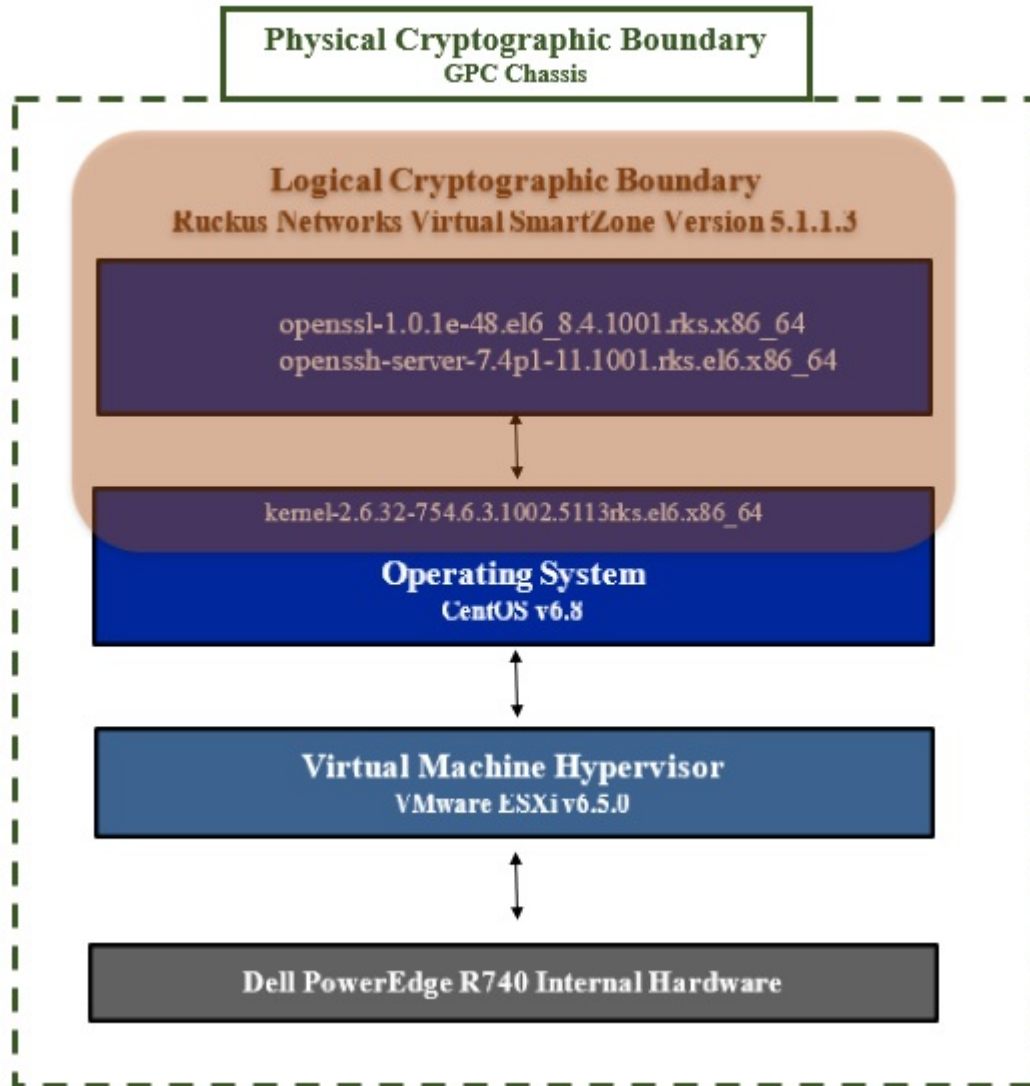 Physical Cryptographic Boundary
GPC Chassis
Logical Cryptographic Boundary
Ruckus Networks Virtual SmartZone Version 5.1.1.3
openssl-1.0.1e-48.el6_8.4.1001.rks.x86_64
openssh-server-7.4p1-11.1001.rks.el6.x86_64
kernel-2.6.32-754.6.3.1002.5113rks.el6.x86_64
Operating System
CentOS v6.8
Virtual Machine Hypervisor
VMware ESXi v6.5.0
Dell PowerEdge R740 Internal Hardware